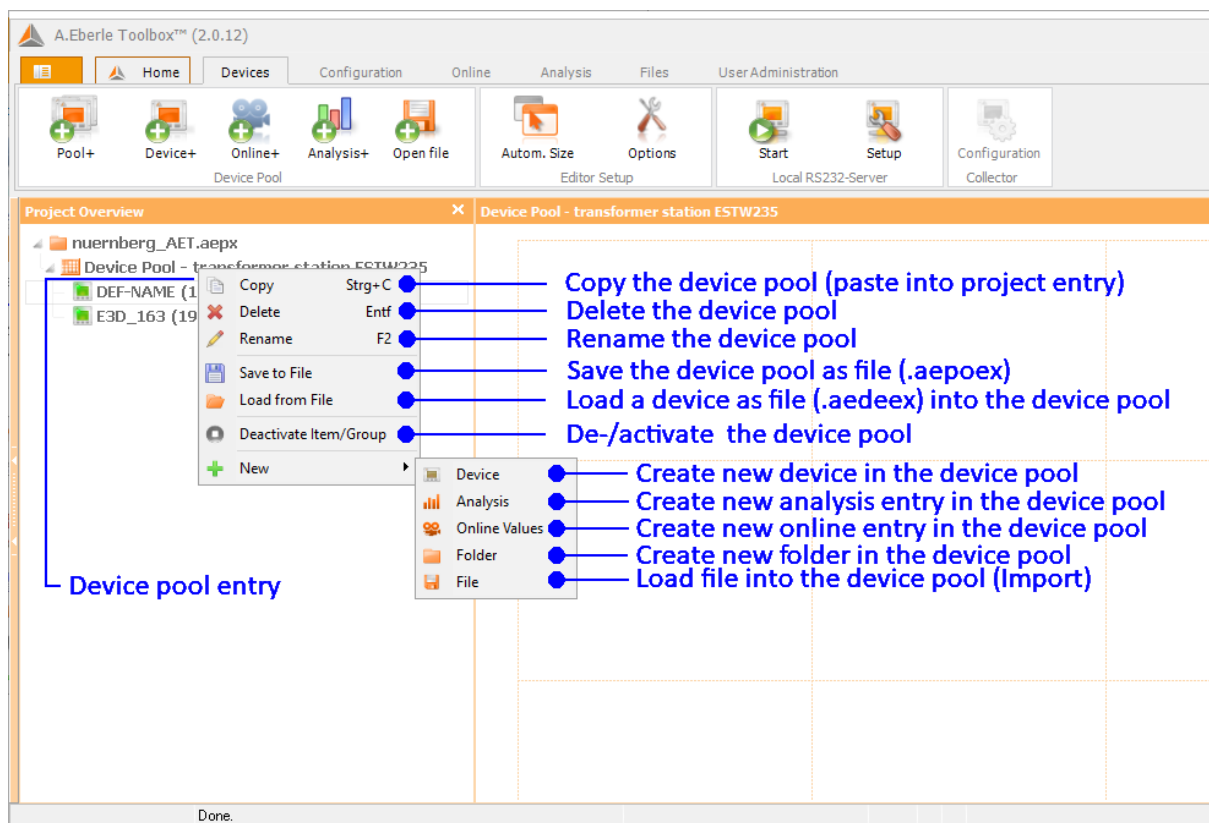 A.Eberle Toolbox™ (2.0.12)
Home Devices Configuration Online Analysis Files User Administration
Pool+ Device+ Online+ Analysis+ Open file Autom. Size Options Start Setup Configuration
Device Pool Editor Setup Local RS232-Server Collector
Project Overview Device Pool - transformer station ESTW235
nuernberg_AET.aepx
Device Pool - transformer station ESTW235
DEF-NAME (1
E3D_163 (19
Copy Strg+C Copy the device pool (paste into project entry)
Delete Entf Delete the device pool
Rename F2 Rename the device pool
Save to File Save the device pool as file (.aepoex)
Load from File Load a device as file (.aedeex) into the device pool
Deactivate Item/Group De-/activate the device pool
New
Device Create new device in the device pool
Analysis Create new analysis entry in the device pool
Online Values Create new online entry in the device pool
Folder Create new folder in the device pool
File Load file into the device pool (Import)
Device pool entry
Done.